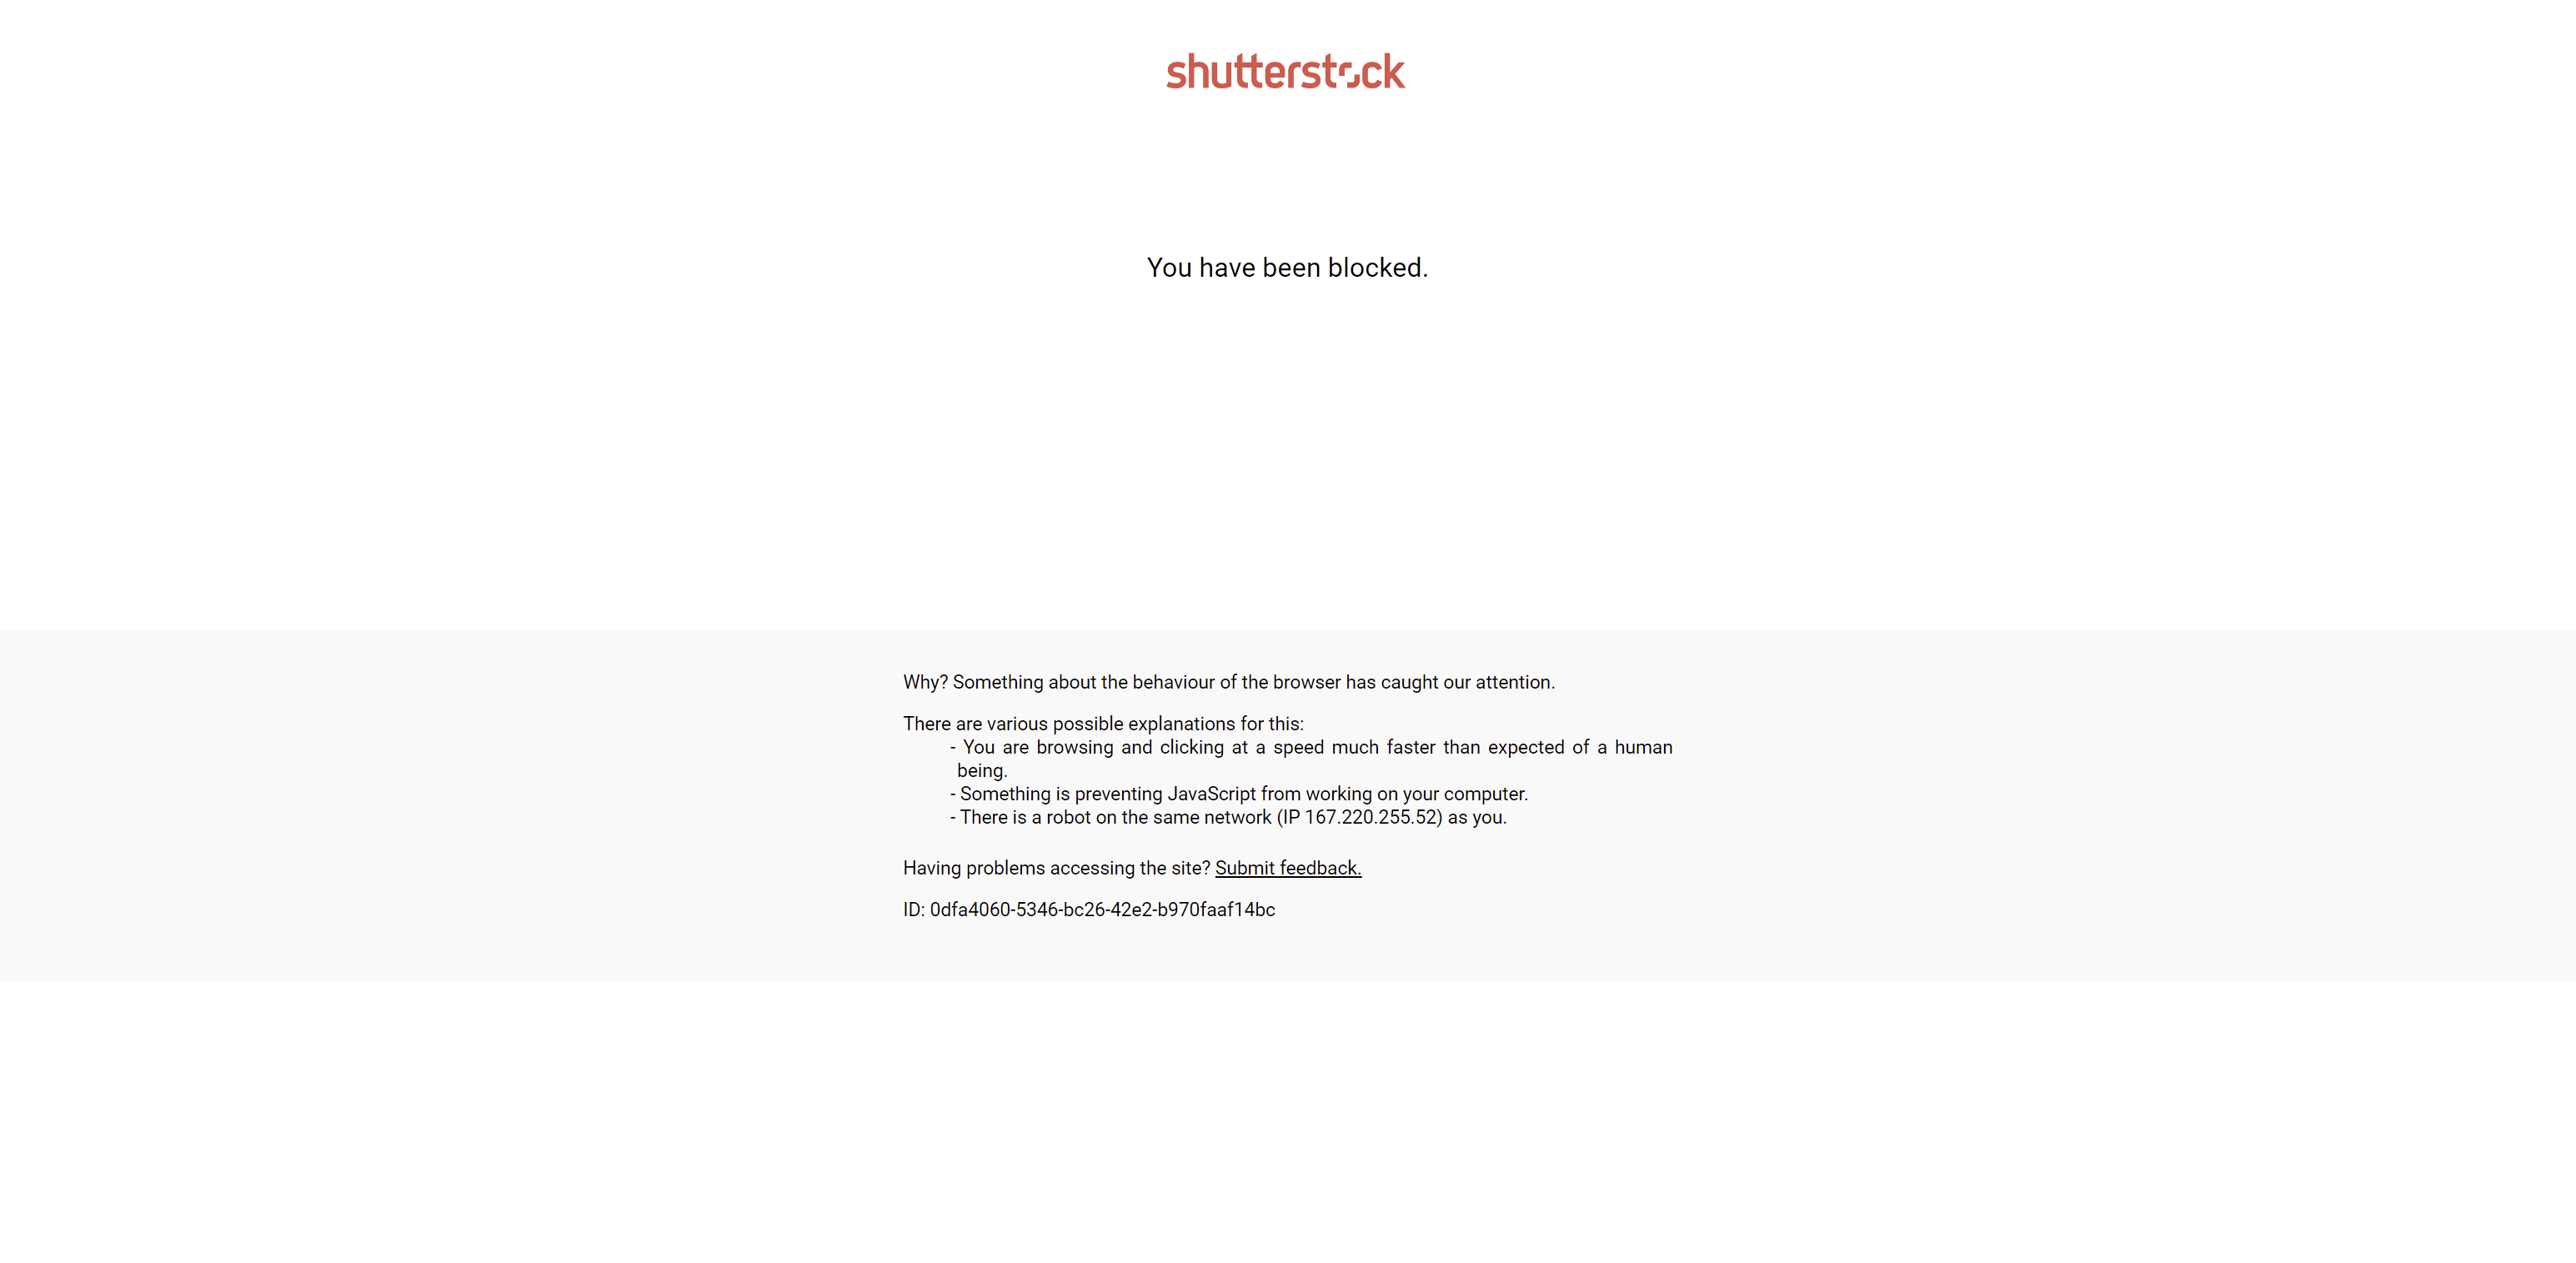 shutterstock
You have been blocked.
Why? Something about the behaviour of the browser has caught our attention.
There are various possible explanations for this:
- You are browsing and clicking at a speed much faster than expected of a human
being.
- Something is preventing JavaScript from working on your computer.
- There is a robot on the same network (IP 167.220.255.52) as you.
Having problems accessing the site? Submit feedback.
ID: 0dfa4060-5346-bc26-42e2-b970faaf14bc